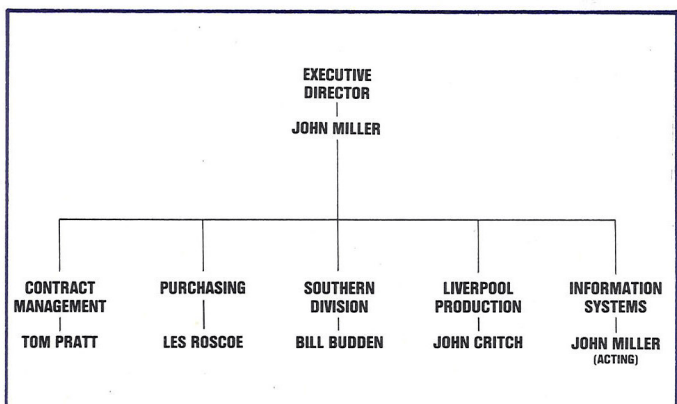 EXECUTIVE
DIRECTOR
JOHN MILLER
CONTRACT
MANAGEMENT
TOM PRATT
PURCHASING
LES ROSCOE
SOUTHERN
DIVISION
BILL BUDDEN
LIVERPOOL
PRODUCTION
JOHN CRITCH
INFORMATION
SYSTEMS
JOHN MILLER
(ACTING)